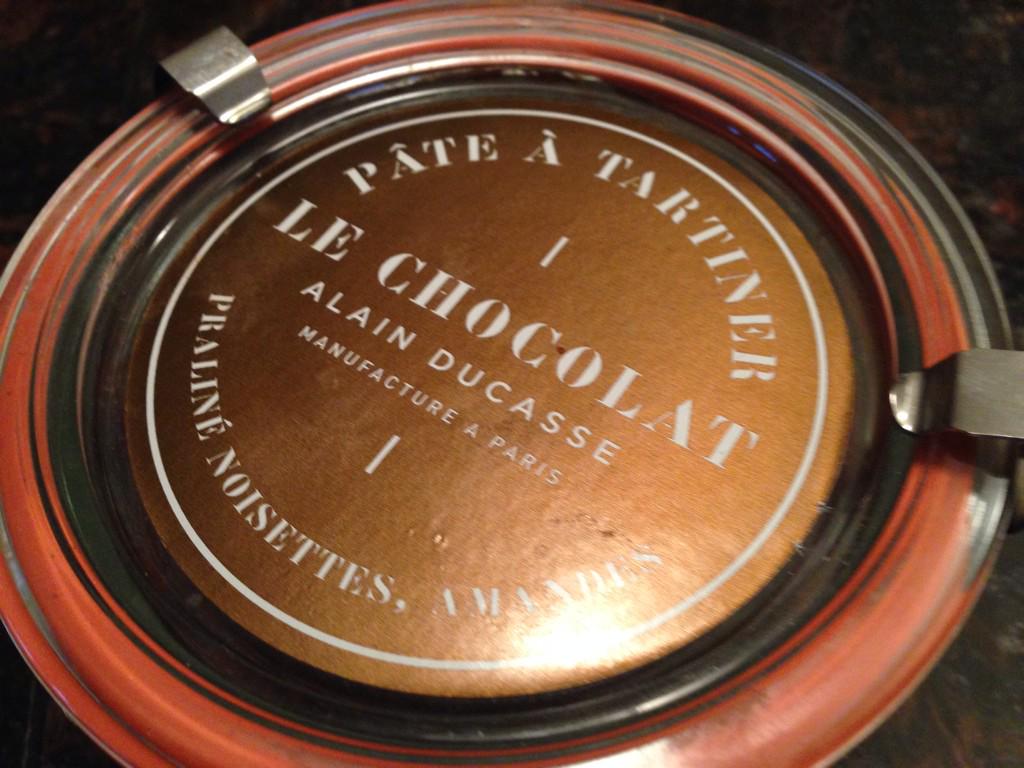 PÂTE À TARTINER
LE CHOCOLAT
ALAIN DUCASSE
MANUFACTURE A PARIS
PRALINÉ NOISETTES, AMANDES